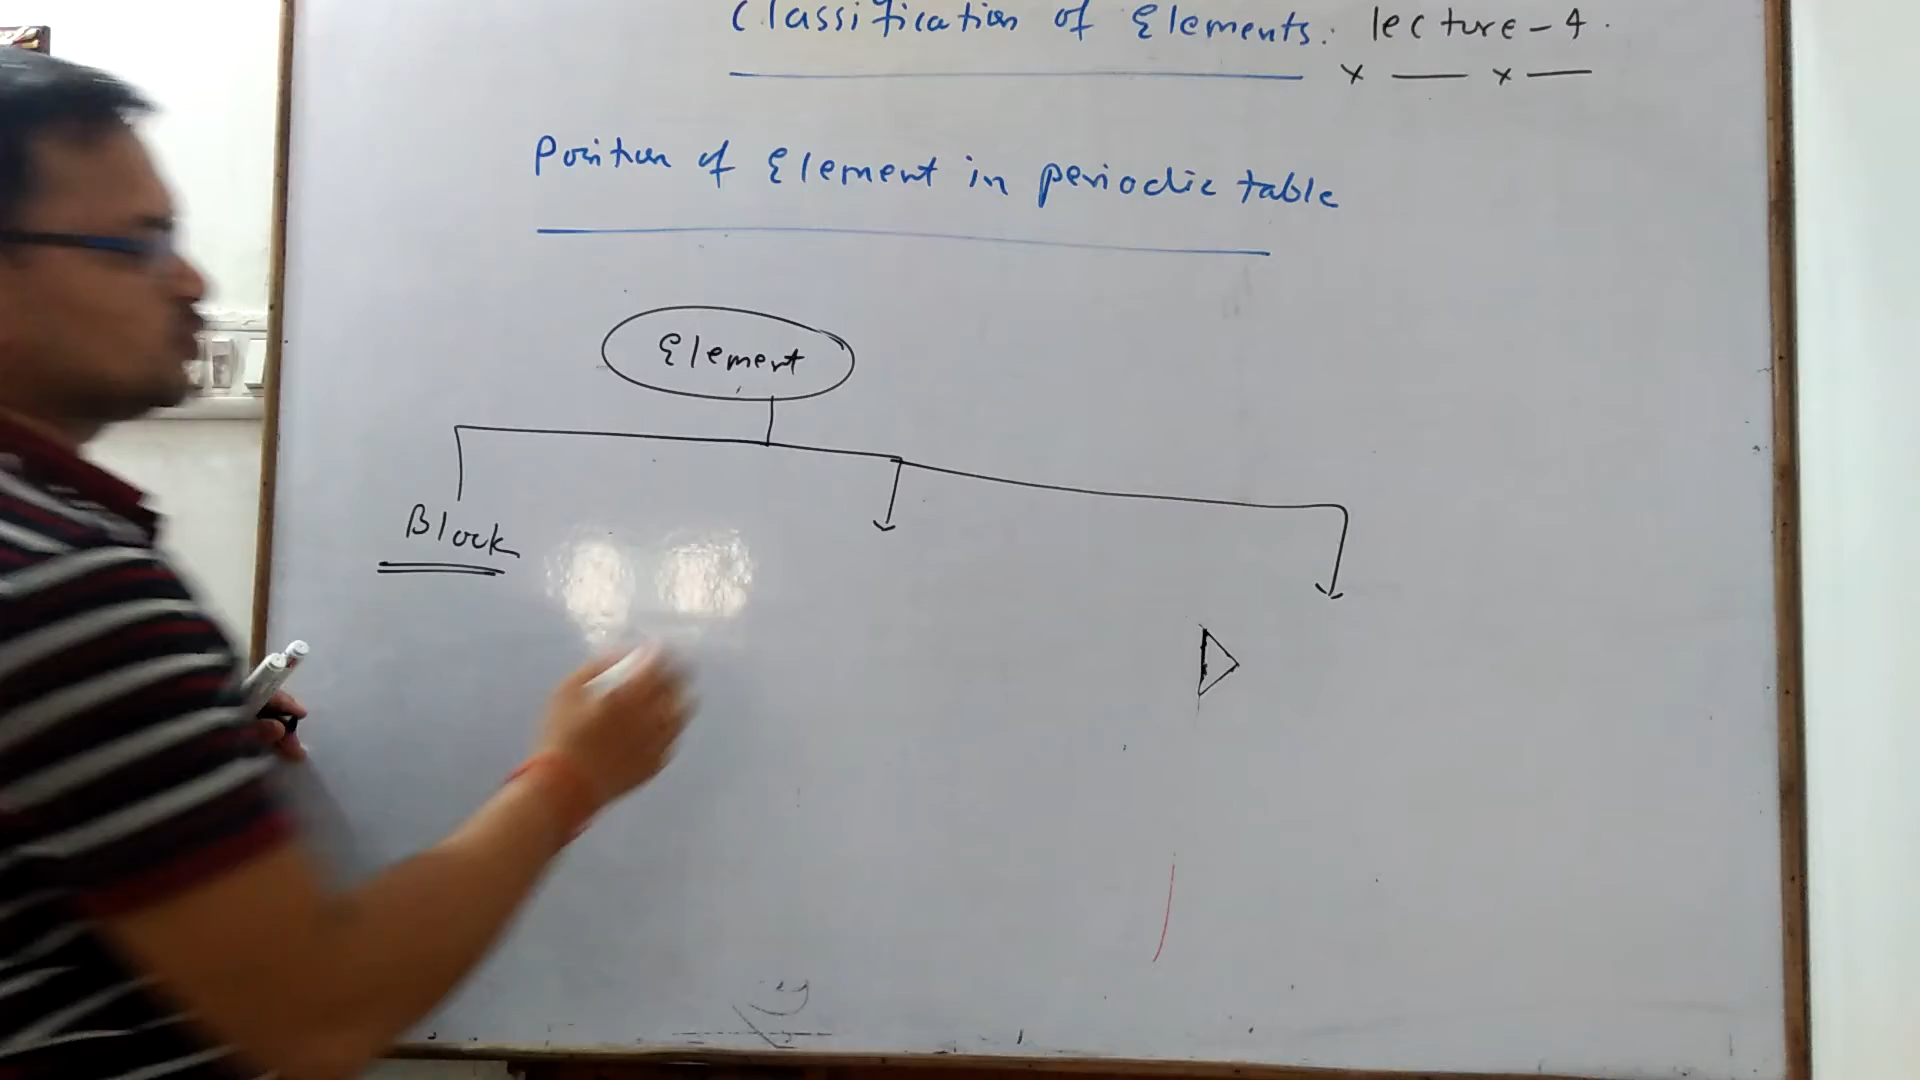 Classification of Elements. lecture-4.
Position of Element in periodic table
Element
Block